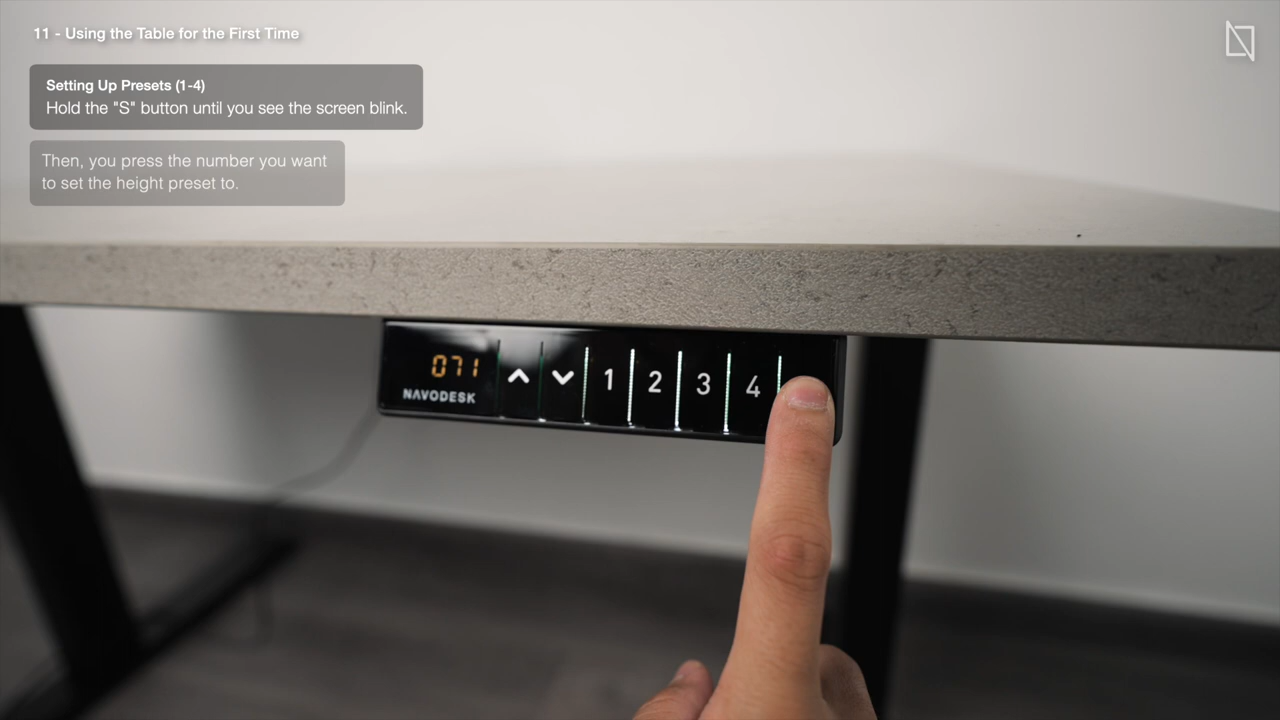 11 - Using the Table for the First Time
Setting Up Presets (1-4)
Hold the "S" button until you see the screen blink.
Then, you press the number you want
to set the height preset to.
071
NAVODESK
1 2 3 4